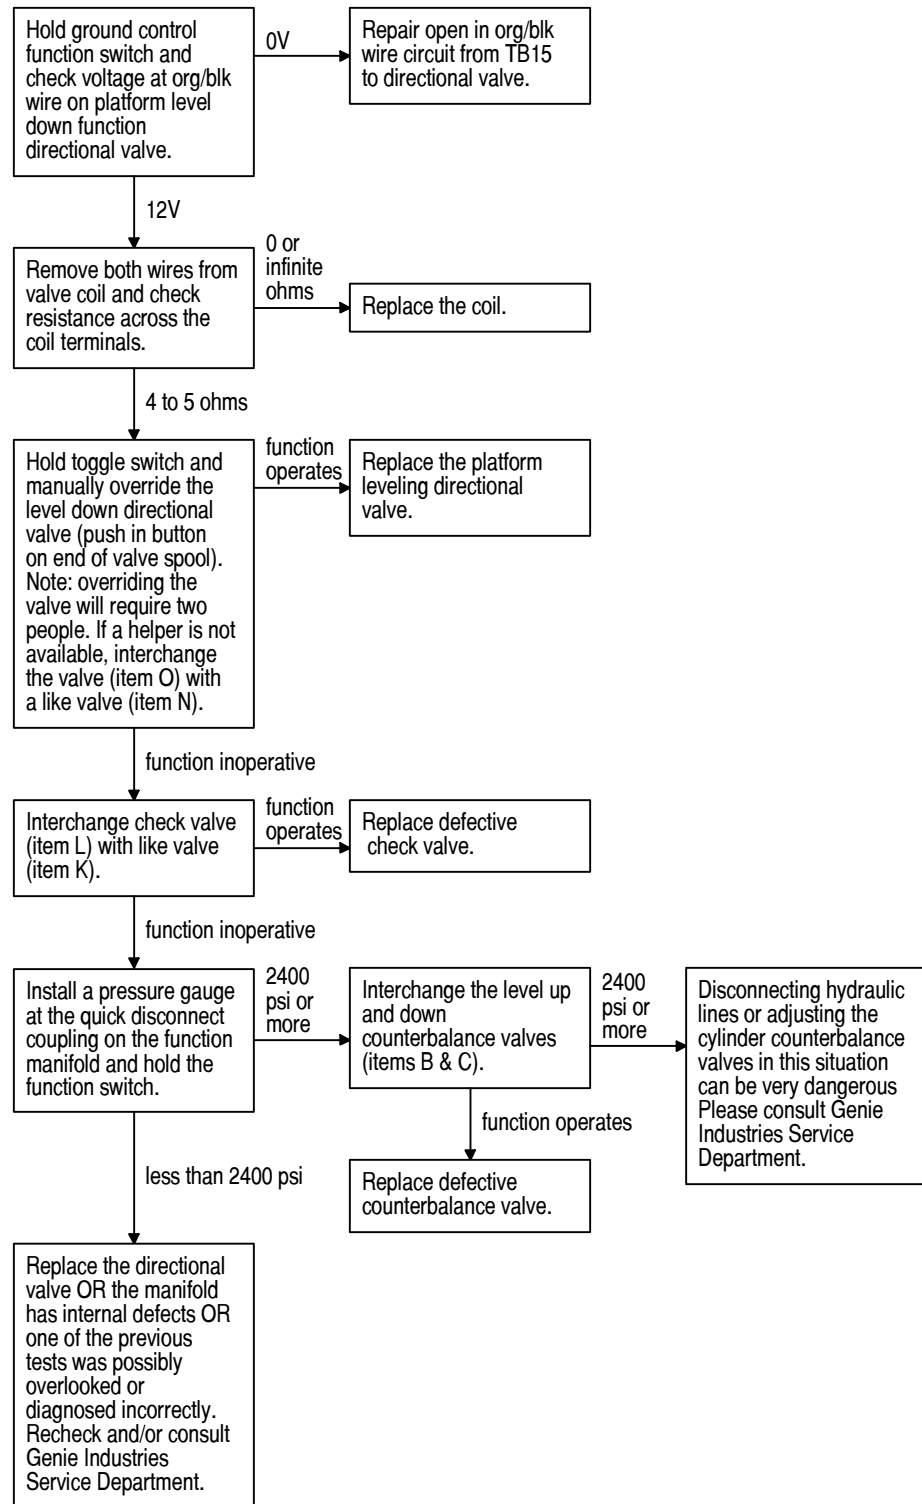 Hold ground control
function switch and
check voltage at org/blk
wire on platform level
down function
directional valve.
0V
Repair open in org/blk
wire circuit from TB15
to directional valve.
12V
Remove both wires from
valve coil and check
resistance across the
coil terminals.
0 or
infinite
ohms
Replace the coil.
4 to 5 ohms
Hold toggle switch and
manually override the
level down directional
valve (push in button
on end of valve spool).
Note: overriding the
valve will require two
people. If a helper is not
available, interchange
the valve (item O) with
a like valve (item N).
function
operates
Replace the platform
leveling directional
valve.
function inoperative
Interchange check valve
(item L) with like valve
(item K).
function
operates
Replace defective
check valve.
function inoperative
Install a pressure gauge
at the quick disconnect
coupling on the function
manifold and hold the
function switch.
2400
psi or
more
Interchange the level up
and down
counterbalance valves
(items B & C).
2400
psi or
more
Disconnecting hydraulic
lines or adjusting the
cylinder counterbalance
valves in this situation
can be very dangerous
Please consult Genie
Industries Service
Department.
function operates
Replace defective
counterbalance valve.
less than 2400 psi
Replace the directional
valve OR the manifold
has internal defects OR
one of the previous
tests was possibly
overlooked or
diagnosed incorrectly.
Recheck and/or consult
Genie Industries
Service Department.